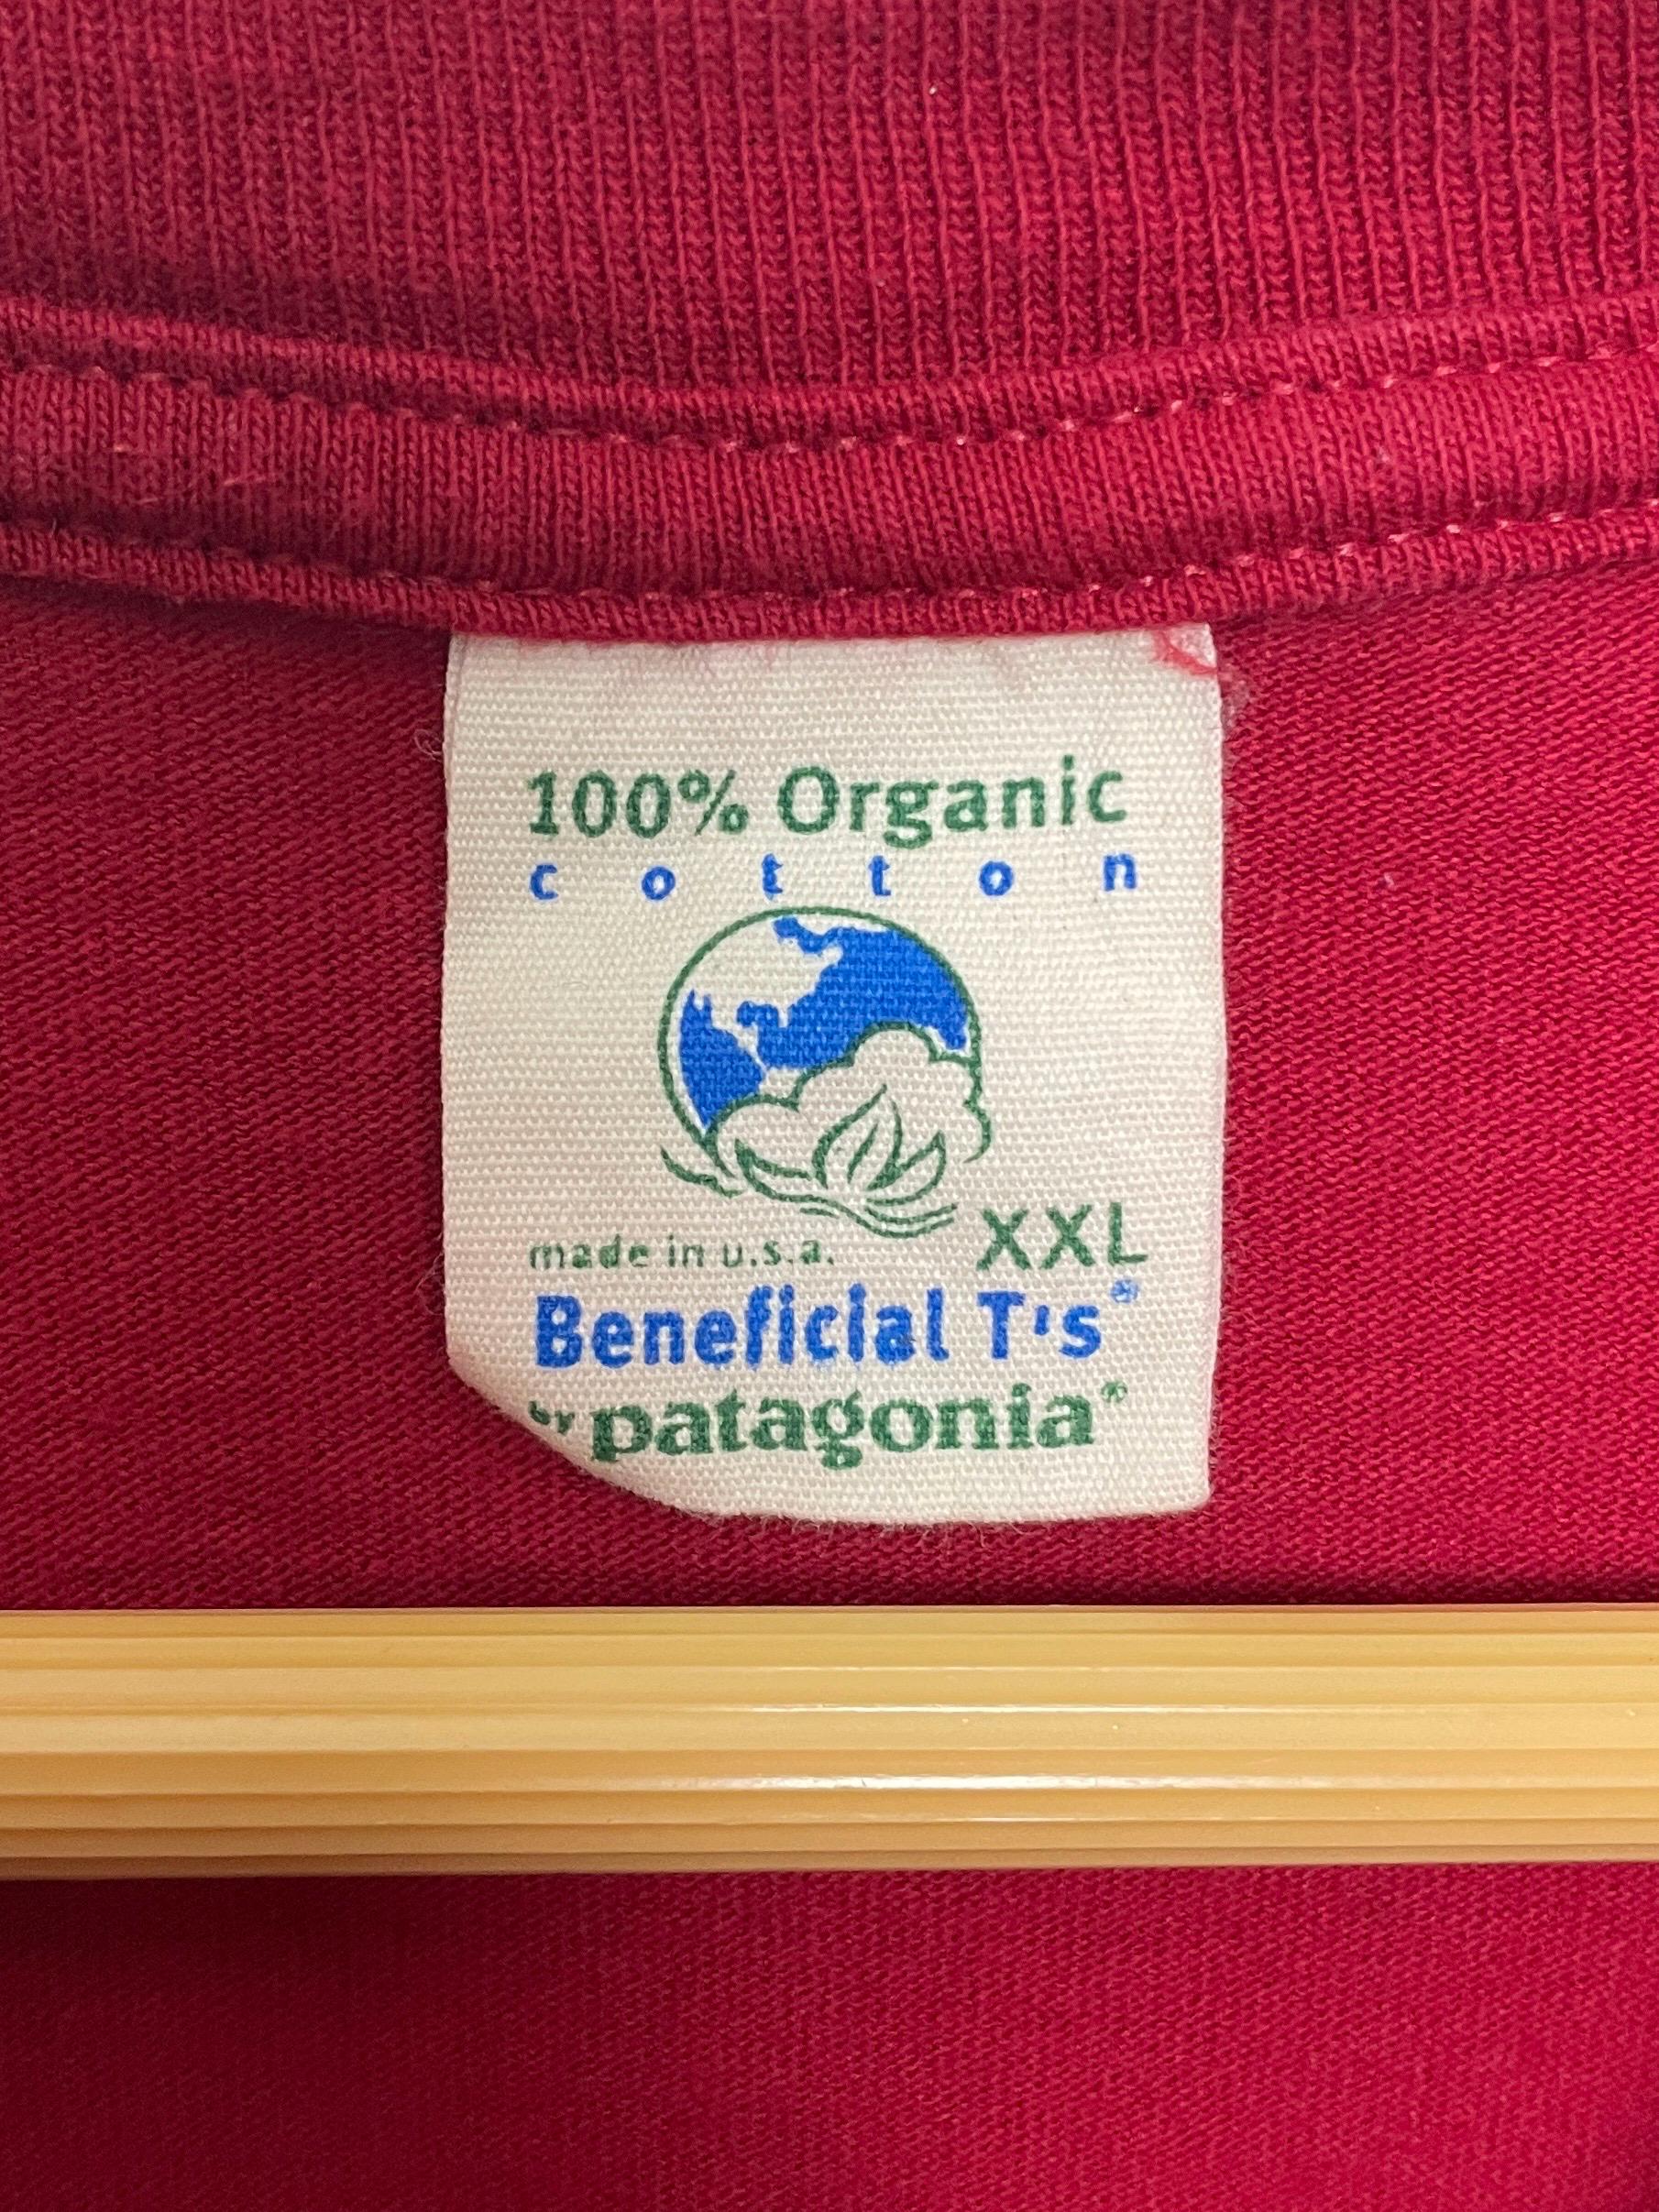 100% Organic
cotton
made in u.s.a. XXL
Beneficial T's®
by patagonia®